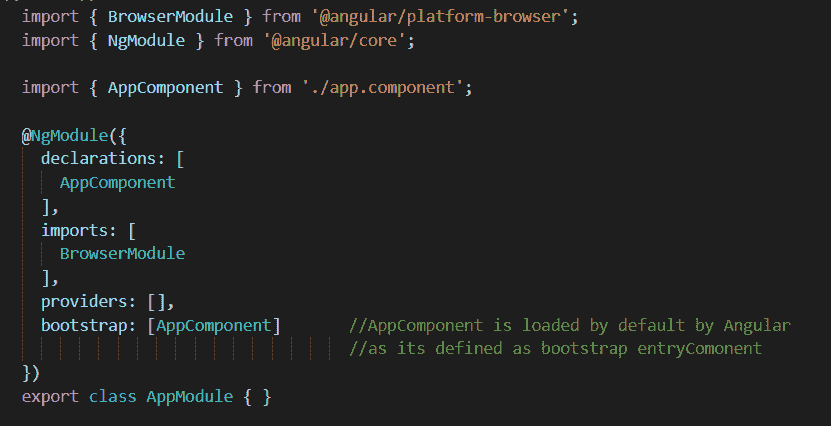 import { BrowserModule } from '@angular/platform-browser';
import { NgModule } from '@angular/core';
import { AppComponent } from './app.component';
@NgModule({
declarations: [
AppComponent
],
imports: [
BrowserModule
],
providers: [],
bootstrap: [AppComponent] //AppComponent is loaded by default by Angular
//as its defined as bootstrap entryComonent
})
export class AppModule { }